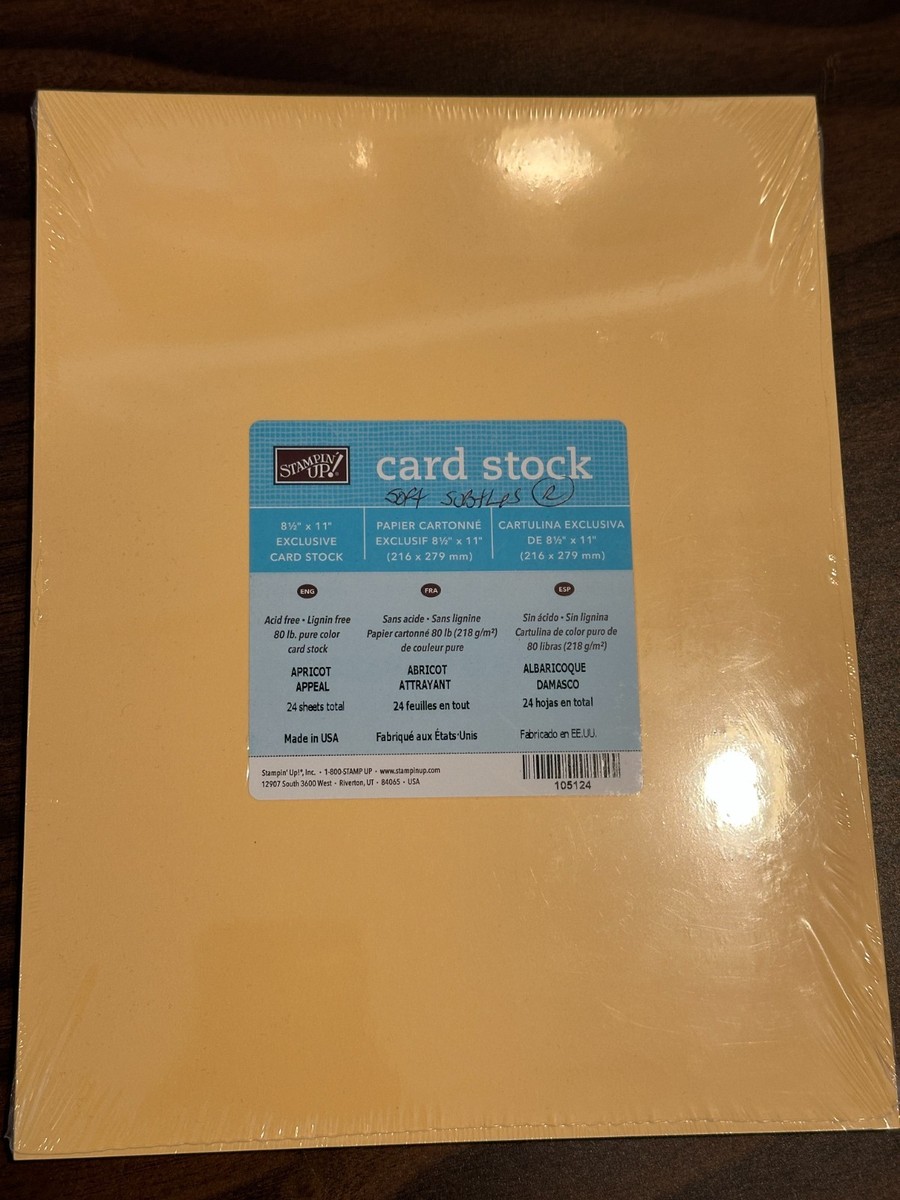 STAMPIN' UP!®
card stock
SOFT SUBTLES (R)
8½" x 11"
EXCLUSIVE
CARD STOCK
PAPIER CARTONNÉ
EXCLUSIF 8½" x 11"
(216 x 279 mm)
CARTULINA EXCLUSIVA
DE 8½" x 11"
(216 x 279 mm)
ENG
Acid free • Lignin free
80 lb. pure color
card stock
APRICOT
APPEAL
24 sheets total
Made in USA
FRA
Sans acide • Sans lignine
Papier cartonné 80 lb (218 g/m²)
de couleur pure
ABRICOT
ATTRAYANT
24 feuilles en tout
Fabriqué aux États-Unis
ESP
Sin ácido • Sin lignina
Cartulina de color puro de
80 libras (218 g/m²)
ALBARICOQUE
DAMASCO
24 hojas en total
Fabricado en EE.UU.
Stampin' Up!®, Inc. • 1-800-STAMP UP • www.stampinup.com
12907 South 3600 West • Riverton, UT • 84065 • USA
105124